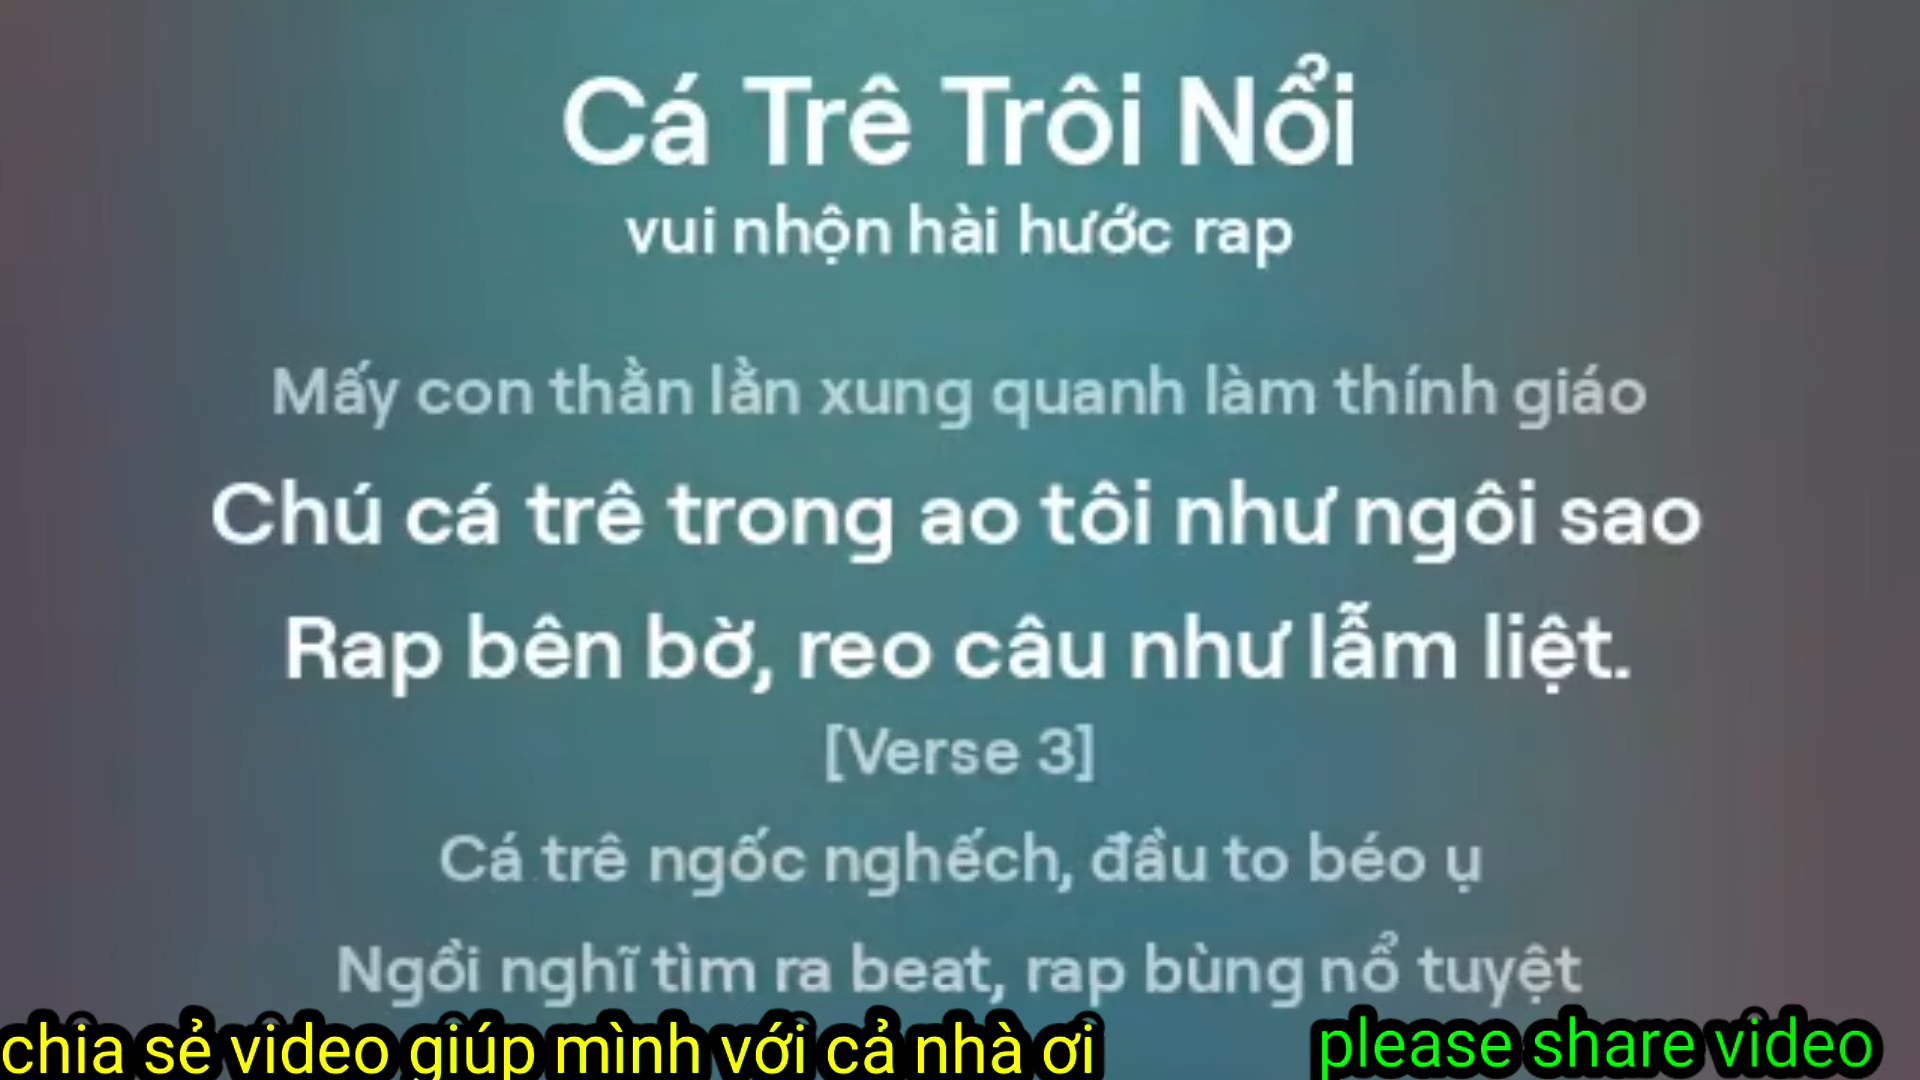 Cá Trê Trôi Nổi
vui nhộn hài hước rap
Mấy con thằn lằn xung quanh làm thính giáo
Chú cá trê trong ao tôi như ngôi sao
Rap bên bờ, reo câu như lẫm liệt.
[Verse 3]
Cá trê ngốc nghếch, đầu to béo ụ
Ngồi nghĩ tìm ra beat, rap bùng nổ tuyệt
chia sẻ video giúp mình với cả nhà ơi
please share video